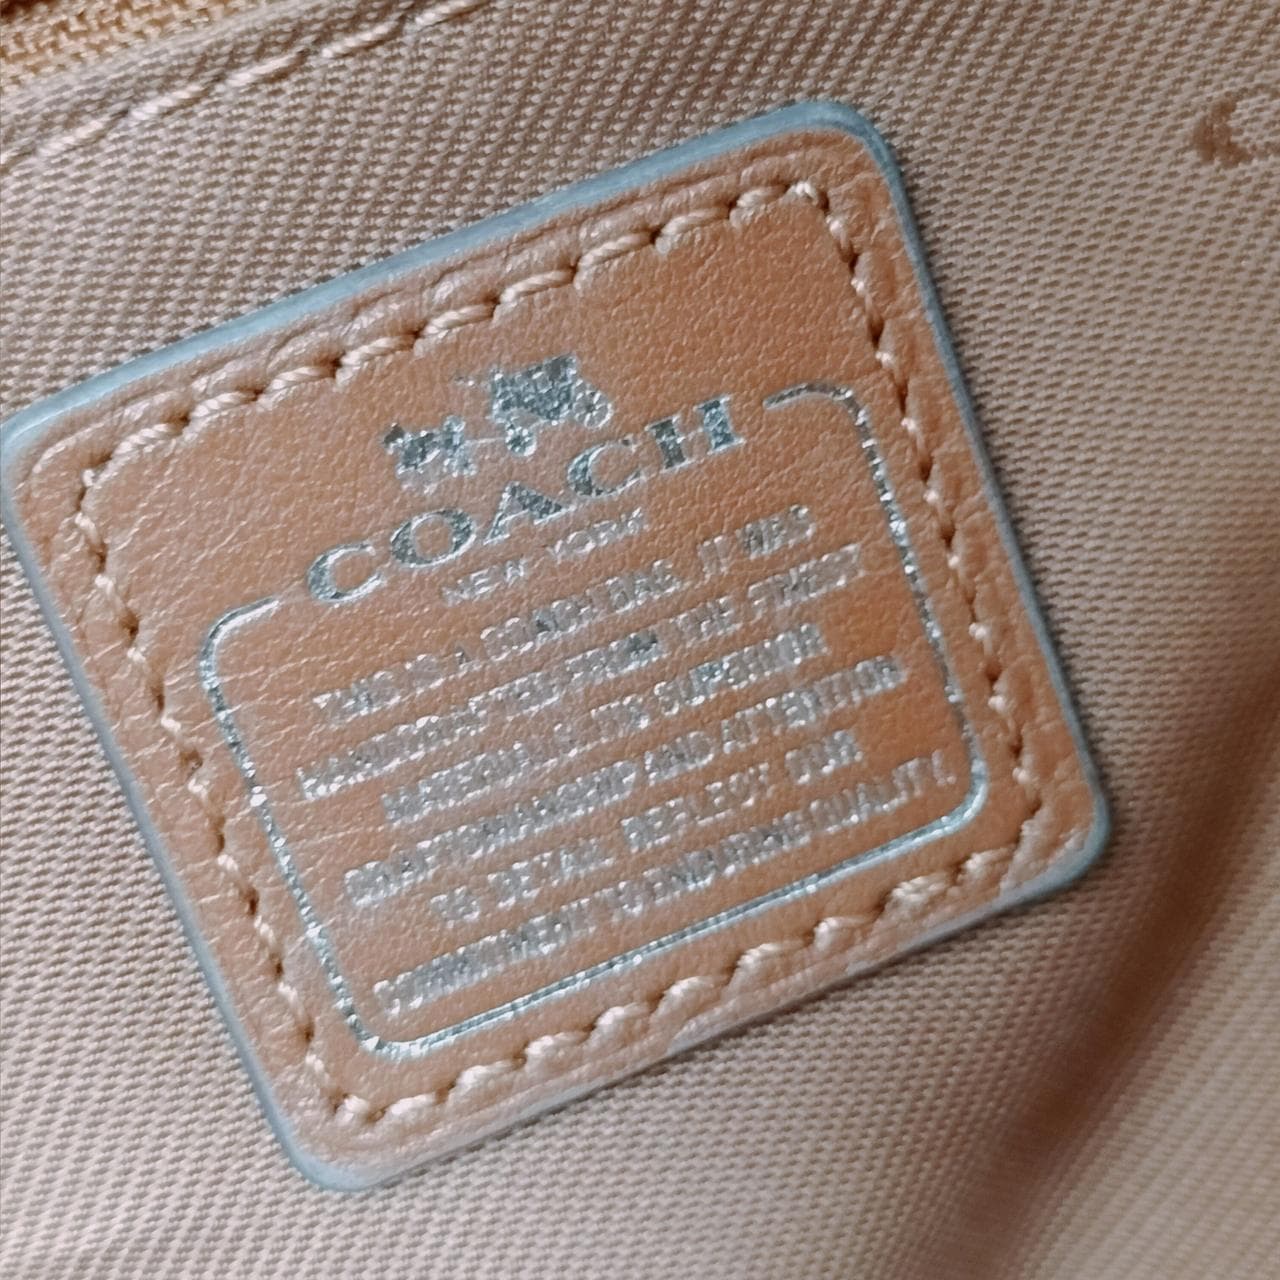 COACH
NEW YORK
THIS IS A COACH BAG. IT WAS
HANDCRAFTED FROM THE FINEST
MATERIALS. ITS SUPERIOR
CRAFTSMANSHIP AND ATTENTION
TO DETAIL REFLECT OUR
COMMITMENT TO ENDURING QUALITY.